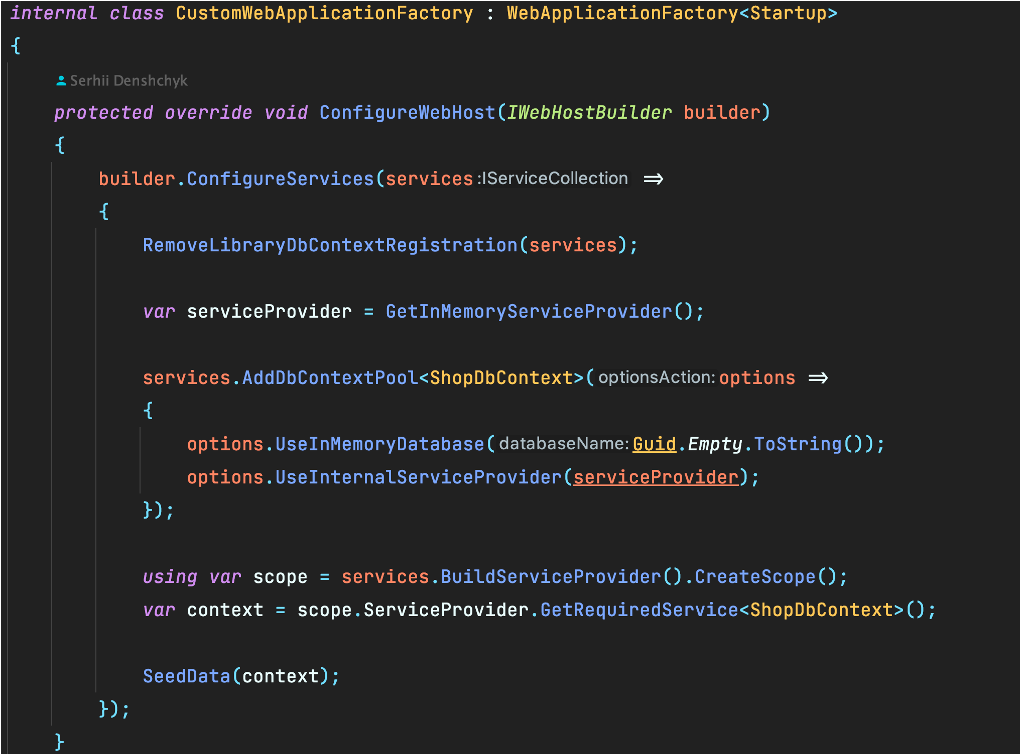 internal class CustomWebApplicationFactory : WebApplicationFactory<Startup>
{
Serhii Denshchyk
protected override void ConfigureWebHost(IWebHostBuilder builder)
{
builder.ConfigureServices(services :IServiceCollection =>
{
RemoveLibraryDbContextRegistration(services);
var serviceProvider = GetInMemoryServiceProvider();
services.AddDbContextPool<ShopDbContext>( optionsAction: options =>
{
options.UseInMemoryDatabase( databaseName: Guid.Empty.ToString());
options.UseInternalServiceProvider(serviceProvider);
});
using var scope = services.BuildServiceProvider().CreateScope();
var context = scope.ServiceProvider.GetRequiredService<ShopDbContext>();
SeedData(context);
});
}